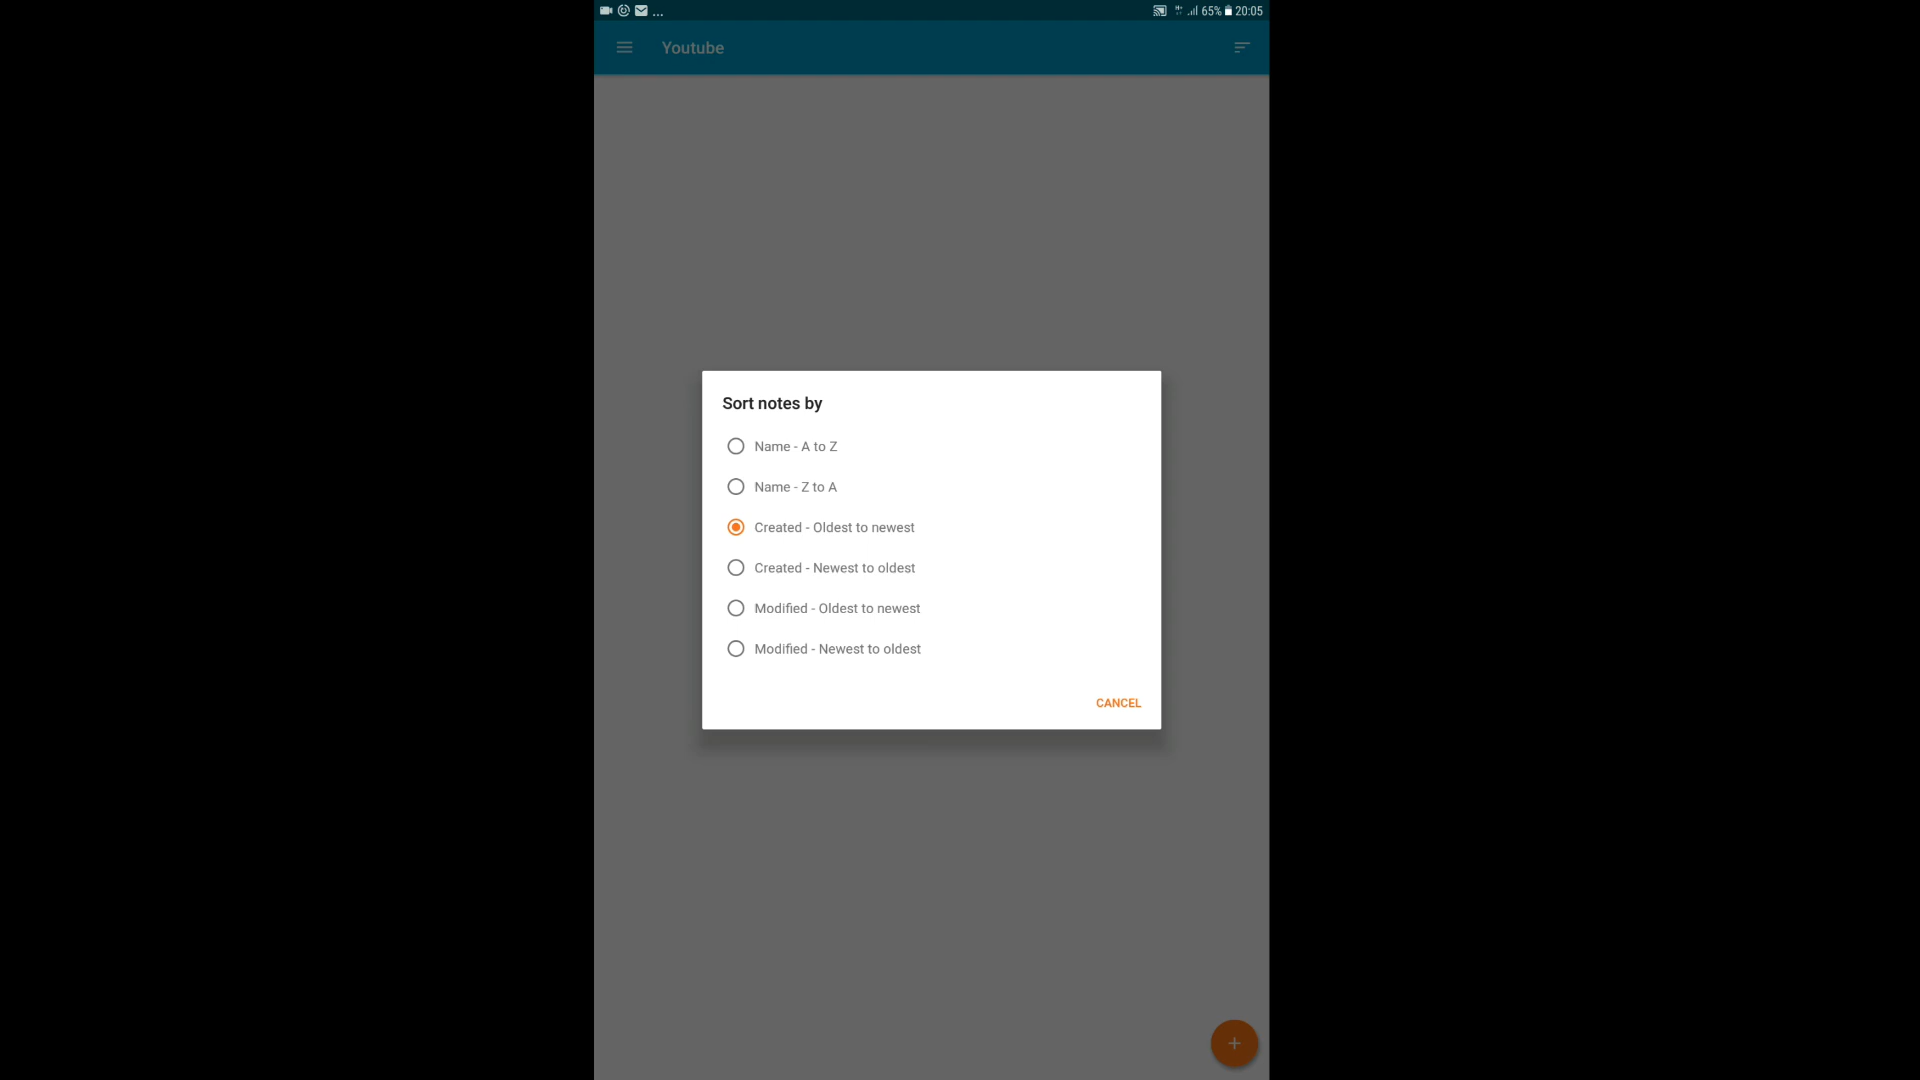 ... 65% 20:05
Youtube
Sort notes by
Name - A to Z
Name - Z to A
Created - Oldest to newest
Created - Newest to oldest
Modified - Oldest to newest
Modified - Newest to oldest
CANCEL